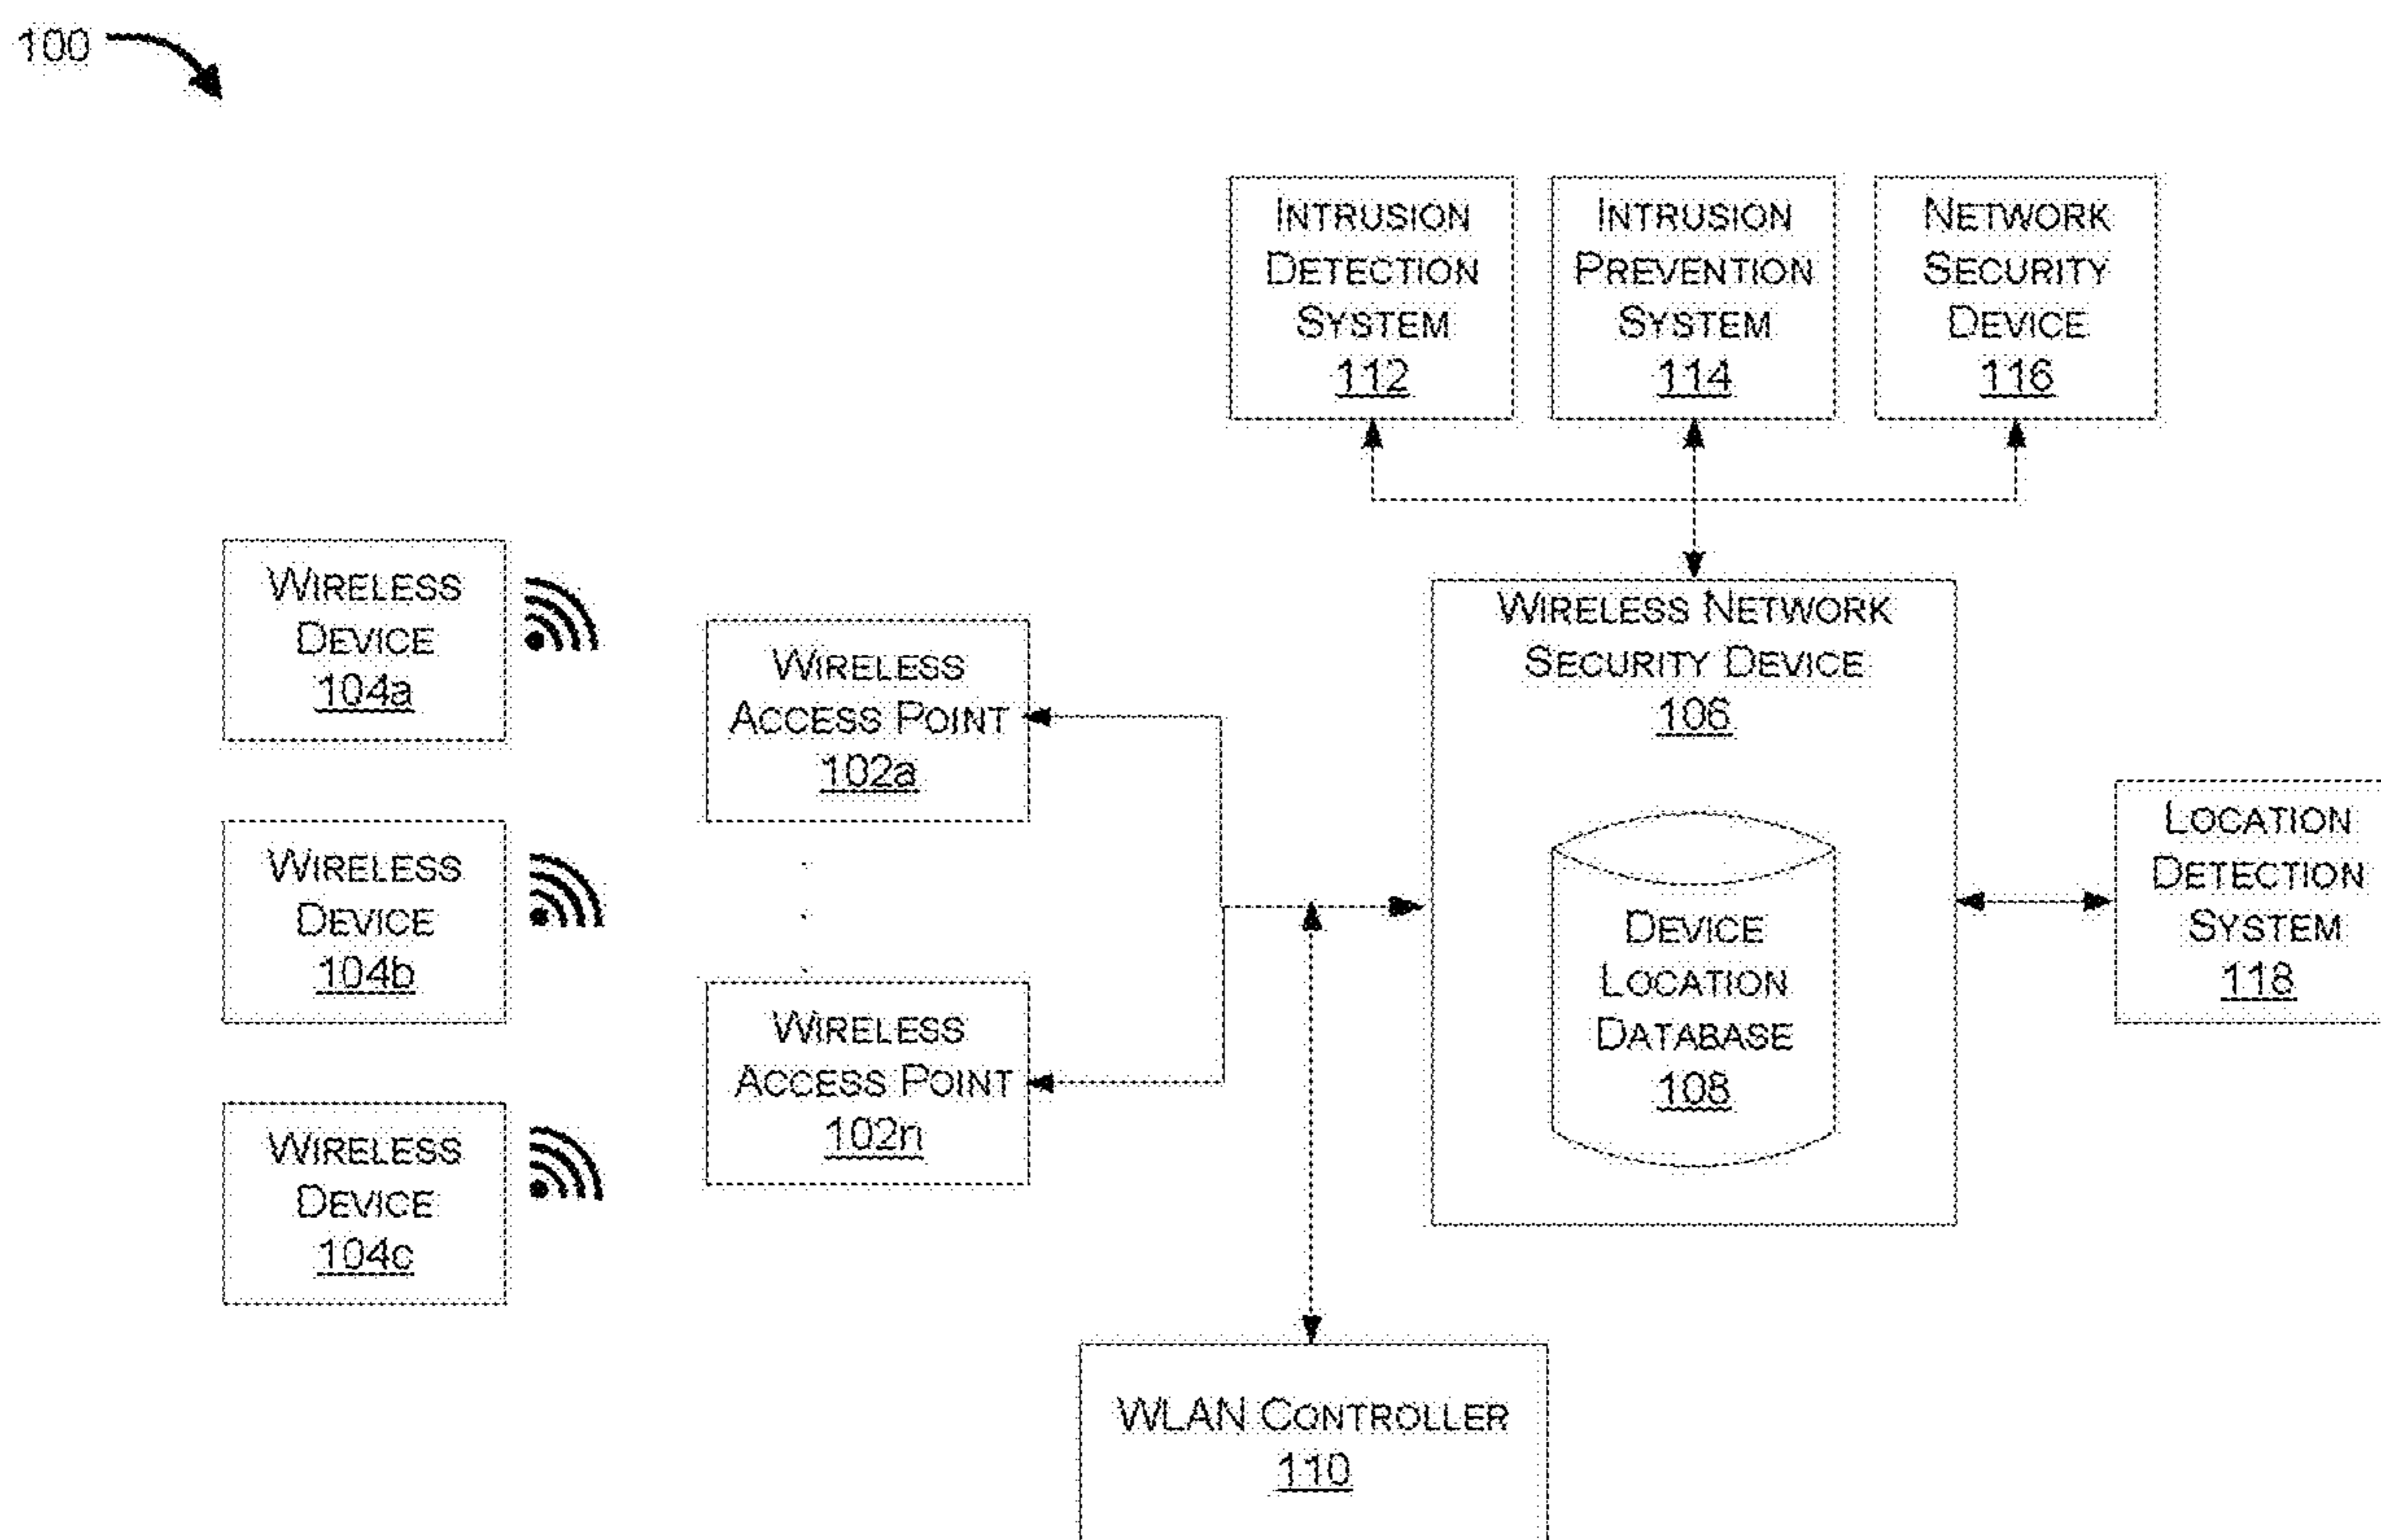 100
INTRUSION
DETECTION
SYSTEM
112
INTRUSION
PREVENTION
SYSTEM
114
NETWORK
SECURITY
DEVICE
116
WIRELESS
DEVICE
104a
WIRELESS
DEVICE
104b
WIRELESS
DEVICE
104c
WIRELESS
ACCESS POINT
102a
WIRELESS
ACCESS POINT
102n
WIRELESS NETWORK
SECURITY DEVICE
106
DEVICE
LOCATION
DATABASE
108
LOCATION
DETECTION
SYSTEM
118
WLAN CONTROLLER
110